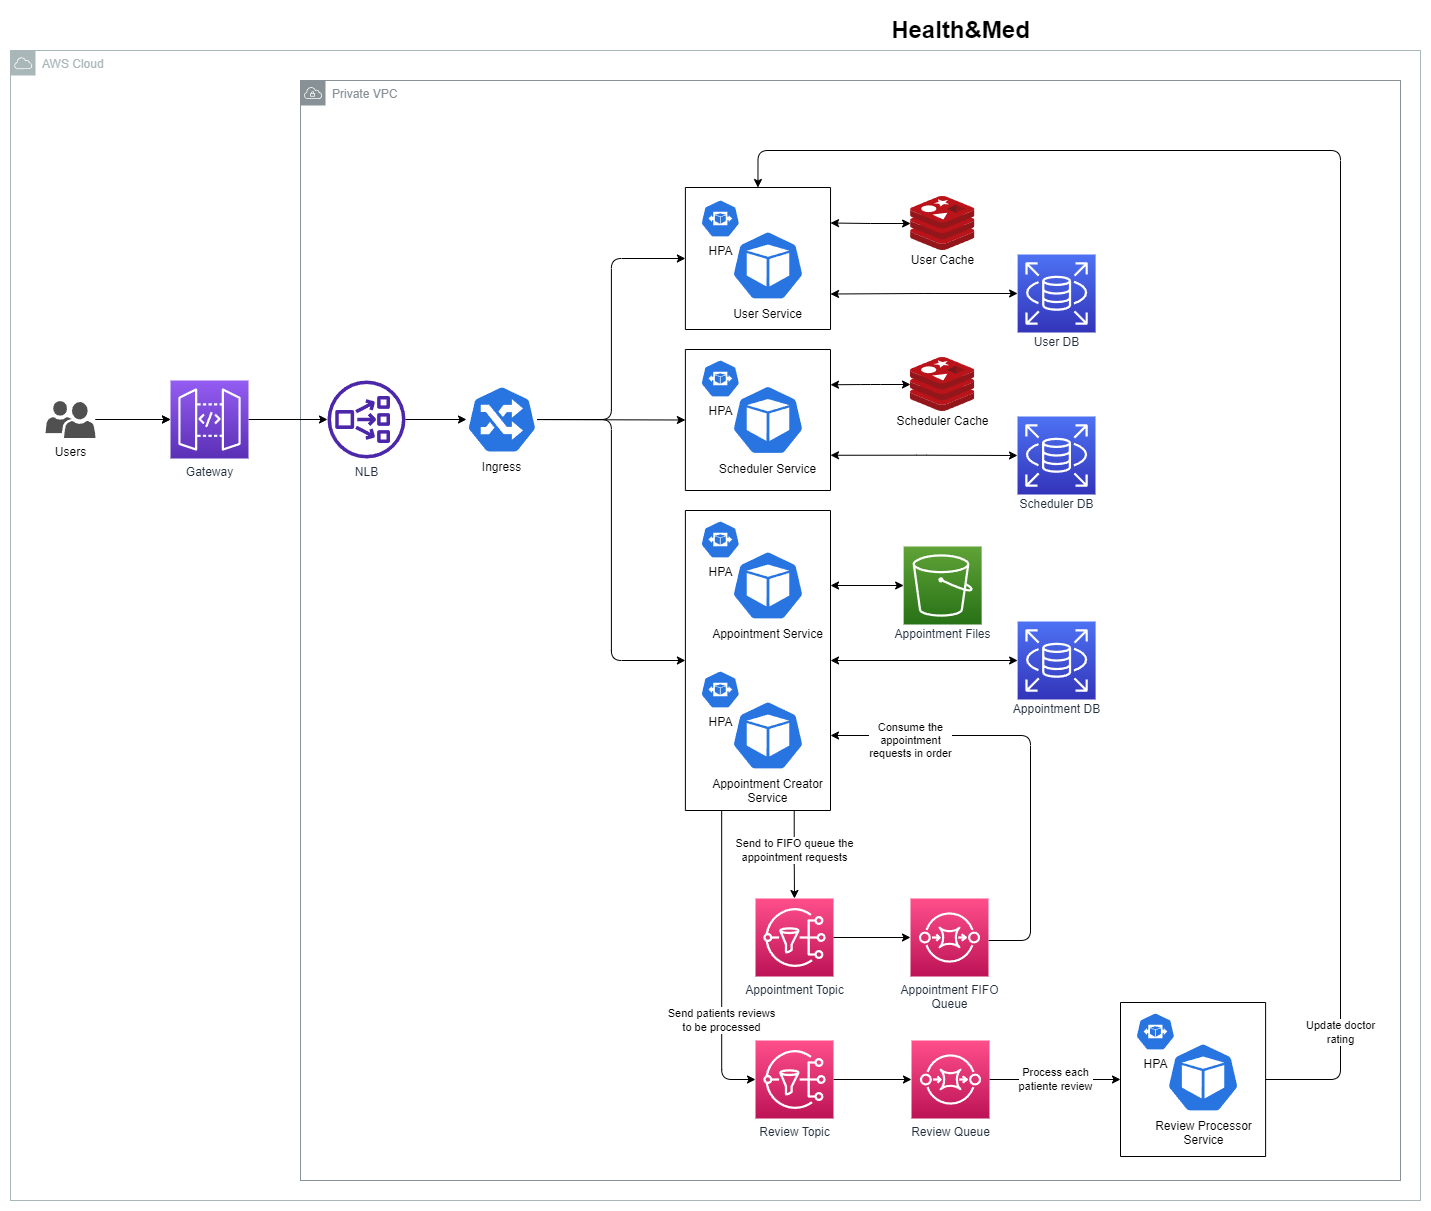 Health&Med
AWS Cloud
Private VPC
HPA
User Service
User Cache
User DB
Users
Gateway
NLB
Ingress
HPA
Scheduler Service
Scheduler Cache
Scheduler DB
HPA
Appointment Service
Appointment Files
HPA
Appointment Creator
Service
Appointment DB
Consume the
appointment
requests in order
Send to FIFO queue the
appointment requests
Appointment Topic
Appointment FIFO
Queue
Send patients reviews
to be processed
Review Topic
Review Queue
Process each
patiente review
HPA
Review Processor
Service
Update doctor
rating